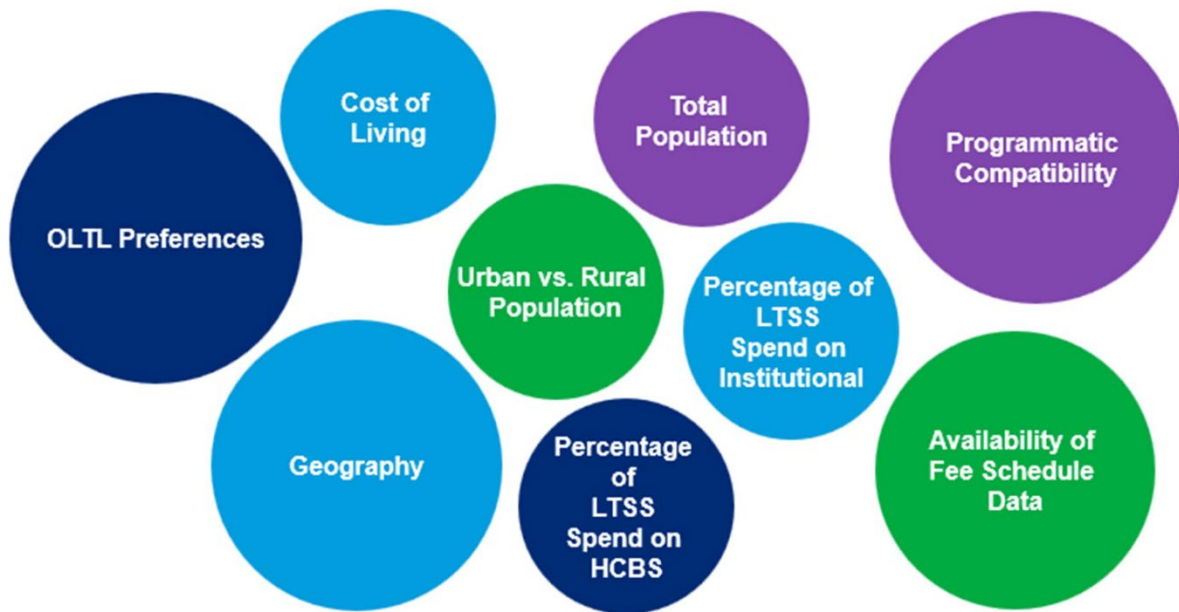 Cost of
Living
Total
Population
Programmatic
Compatibility
OLTL Preferences
Urban vs. Rural
Population
Percentage of
LTSS
Spend on
Institutional
Geography
Percentage
of
LTSS
Spend on
HCBS
Availability of
Fee Schedule
Data